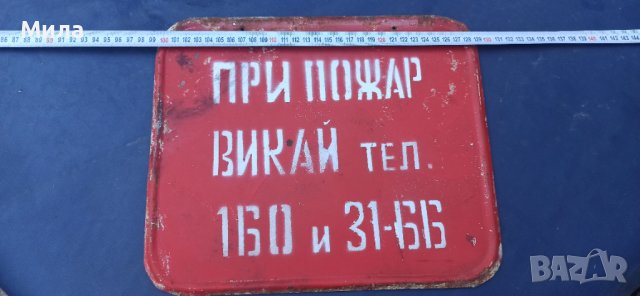 Мила
ПРИ ПОЖАР
ВИКАЙ ТЕЛ.
160 и 31-66
BAZAR